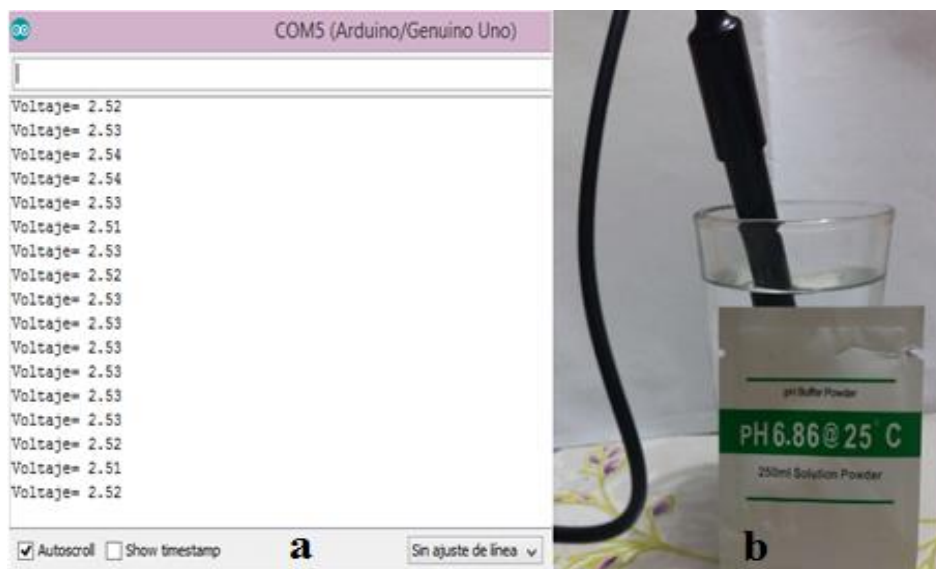 COM5 (Arduino/Genuino Uno)
Voltaje= 2.52
Voltaje= 2.53
Voltaje= 2.54
Voltaje= 2.54
Voltaje= 2.53
Voltaje= 2.51
Voltaje= 2.53
Voltaje= 2.52
Voltaje= 2.53
Voltaje= 2.53
Voltaje= 2.53
Voltaje= 2.53
Voltaje= 2.53
Voltaje= 2.53
Voltaje= 2.52
Voltaje= 2.51
Voltaje= 2.52
Autoscroll Show timestamp Sin ajuste de línea
a
pH Buffer Powder
PH 6.86@25°C
250ml Solution Powder
b